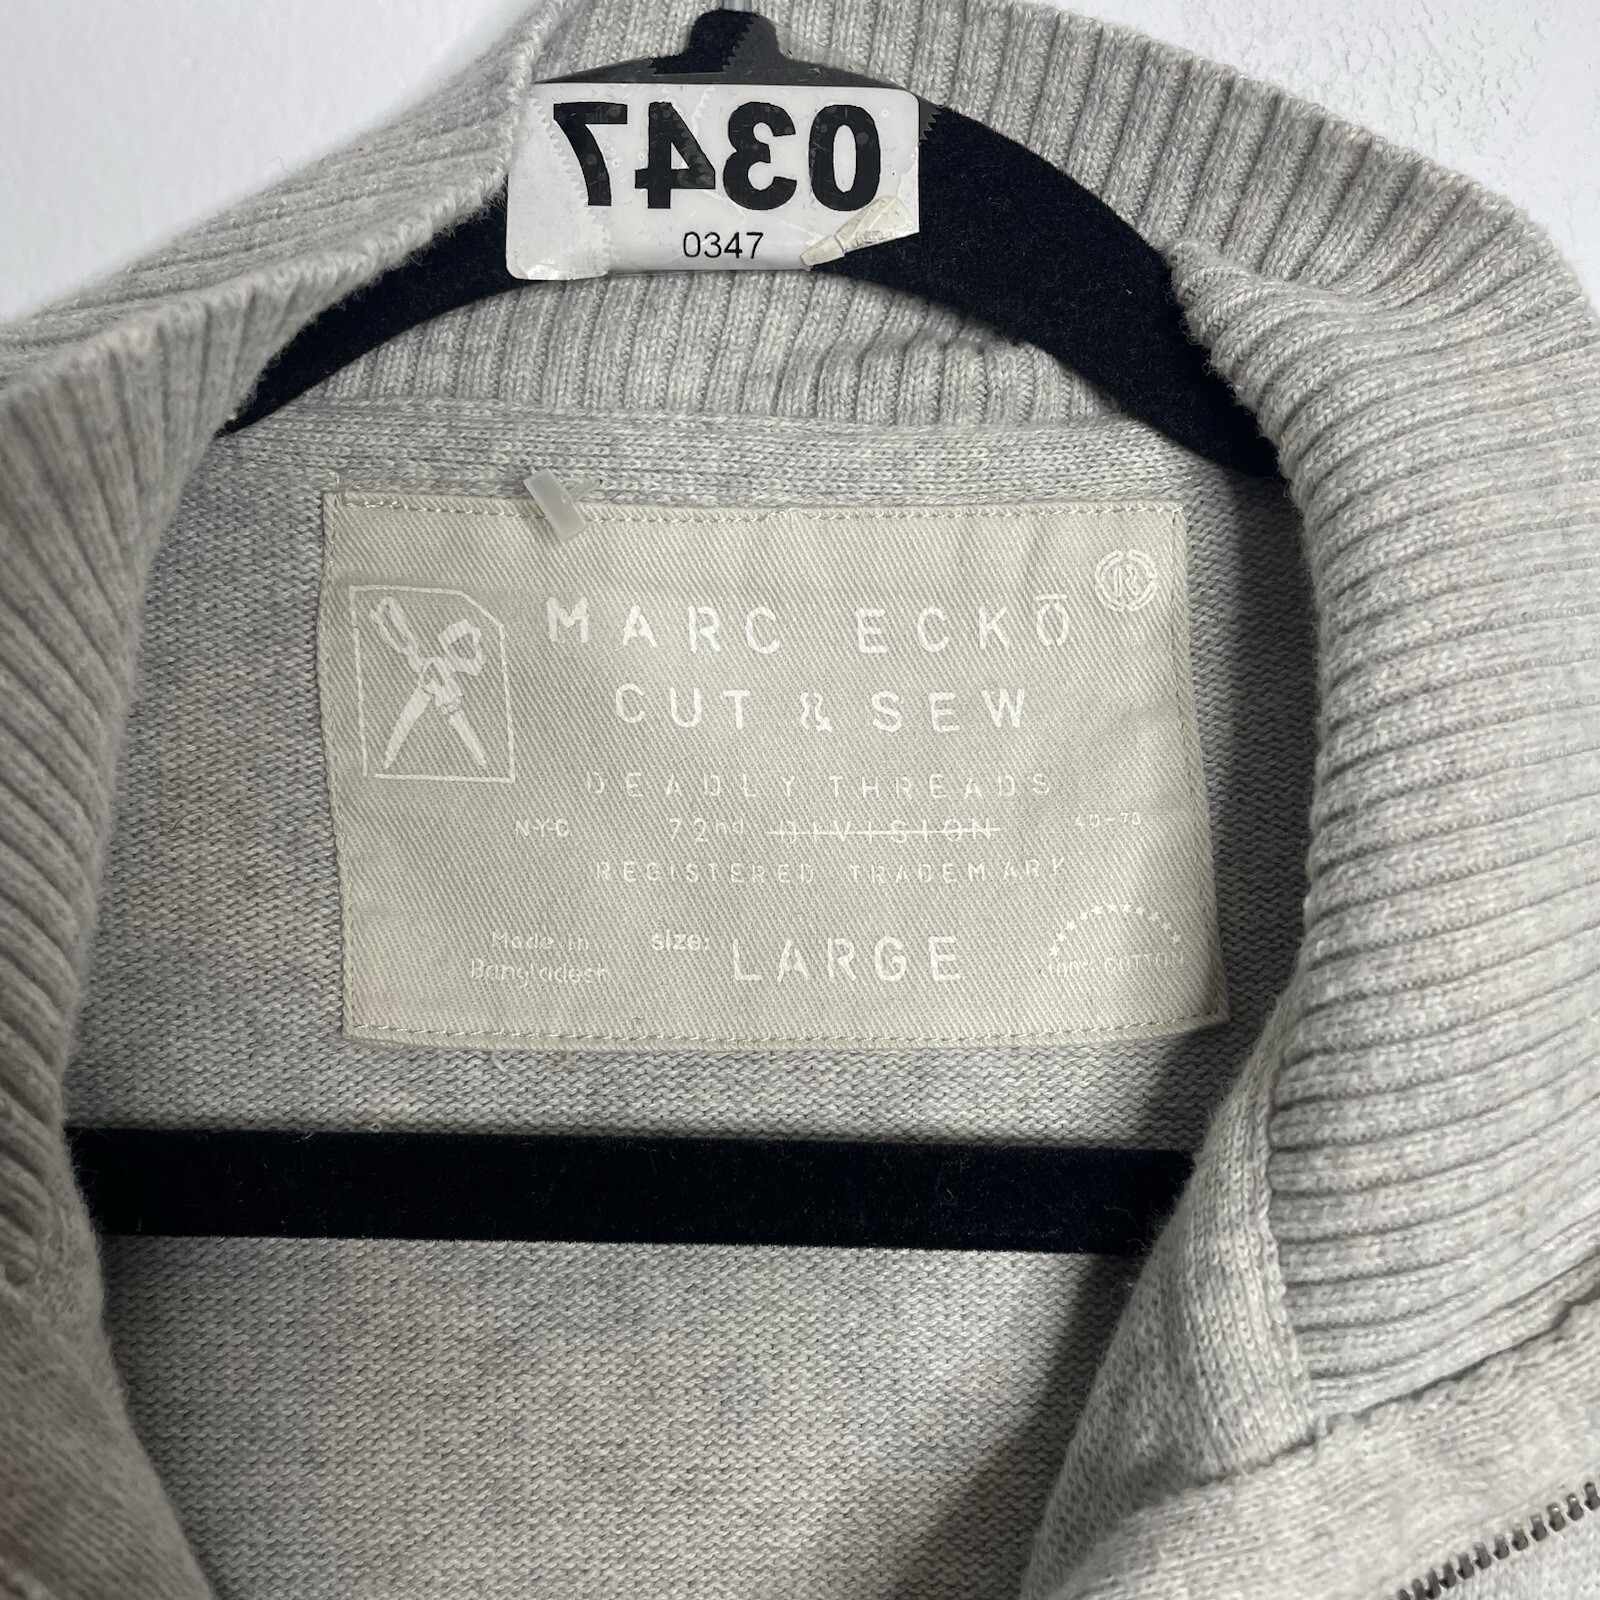 0347
0347
MARC ECKŌ
CUT & SEW
DEADLY THREADS
N-Y-C 72nd DIVISION
REGISTERED TRADEMARK
Made in
Bangladesh
size: LARGE
100% COTTON